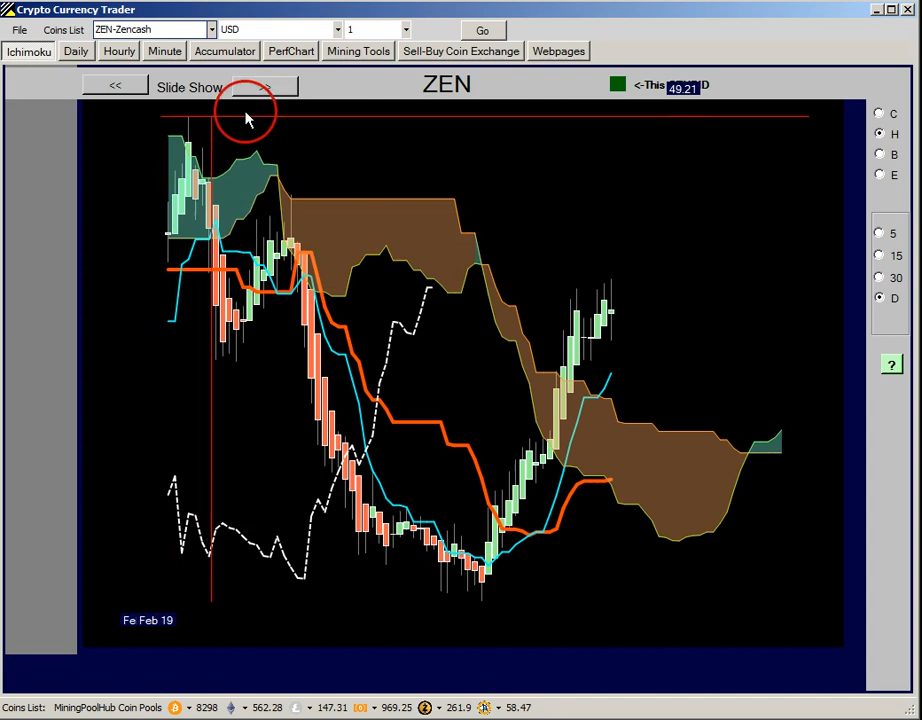 Crypto Currency Trader
File Coins List: ZEN-Zencash USD 1 Go
Ichimoku Daily Hourly Minute Accumulator PerfChart Mining Tools Sell-Buy Coin Exchange Webpages
<< Slide Show >> ZEN <-This D
49.21
C
H
B
E
5
15
30
D
?
Fe Feb 19
Coins List: MiningPoolHub Coin Pools 8298 562.28 147.31 969.25 261.9 58.47